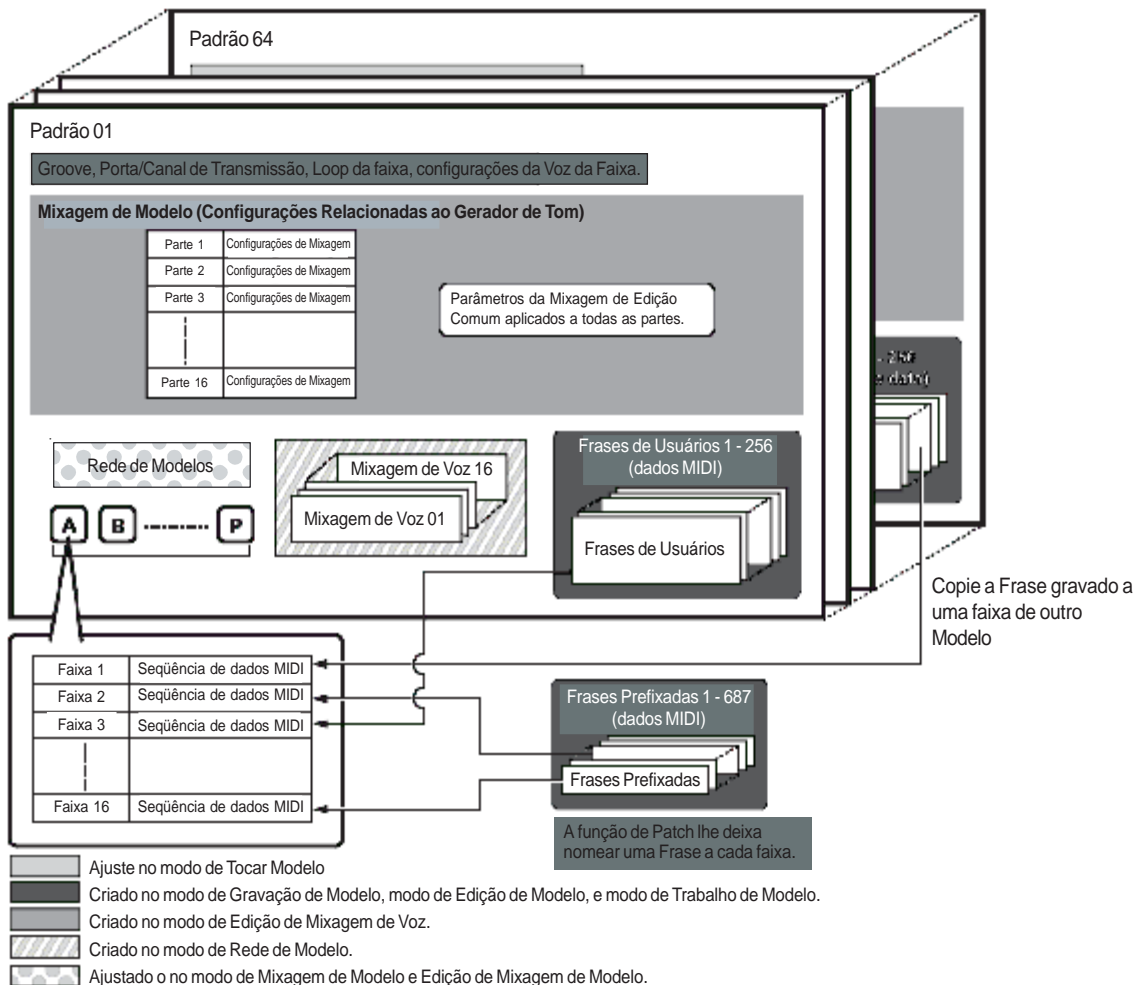 Padrão 64
Padrão 01
Groove, Porta/Canal de Transmissão, Loop da faixa, configurações da Voz da Faixa.
Mixagem de Modelo (Configurações Relacionadas ao Gerador de Tom)
Parte 1 Configurações de Mixagem
Parte 2 Configurações de Mixagem
Parte 3 Configurações de Mixagem
Parte 16 Configurações de Mixagem
Parâmetros da Mixagem de Edição
Comum aplicados a todas as partes.
- 256
data)
Rede de Modelos
A B P
Mixagem de Voz 16
Mixagem de Voz 01
Frases de Usuários 1 - 256
(dados MIDI)
Frases de Usuários
Copie a Frase gravado a
uma faixa de outro
Modelo
Faixa 1 Seqüência de dados MIDI
Faixa 2 Seqüência de dados MIDI
Faixa 3 Seqüência de dados MIDI
Faixa 16 Seqüência de dados MIDI
Frases Prefixadas 1 - 687
(dados MIDI)
Frases Prefixadas
A função de Patch lhe deixa
nomear uma Frase a cada faixa.
Ajuste no modo de Tocar Modelo
Criado no modo de Gravação de Modelo, modo de Edição de Modelo, e modo de Trabalho de Modelo.
Criado no modo de Edição de Mixagem de Voz.
Criado no modo de Rede de Modelo.
Ajustado o no modo de Mixagem de Modelo e Edição de Mixagem de Modelo.